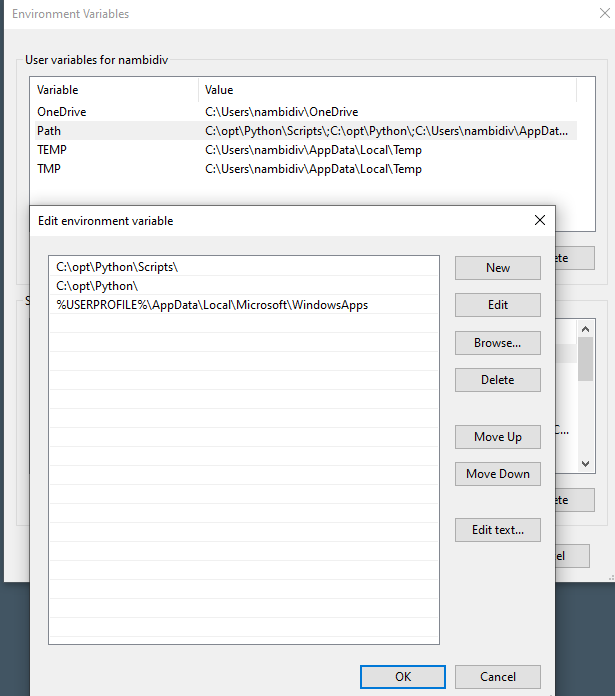 Environment Variables
User variables for nambidiv
Variable Value
OneDrive C:\Users\nambidiv\OneDrive
Path C:\opt\Python\Scripts\;C:\opt\Python\;C:\Users\nambidiv\AppDat...
TEMP C:\Users\nambidiv\AppData\Local\Temp
TMP C:\Users\nambidiv\AppData\Local\Temp
Edit environment variable
C:\opt\Python\Scripts\
C:\opt\Python\
%USERPROFILE%\AppData\Local\Microsoft\WindowsApps
New
Edit
Browse...
Delete
Move Up
Move Down
Edit text...
OK
Cancel